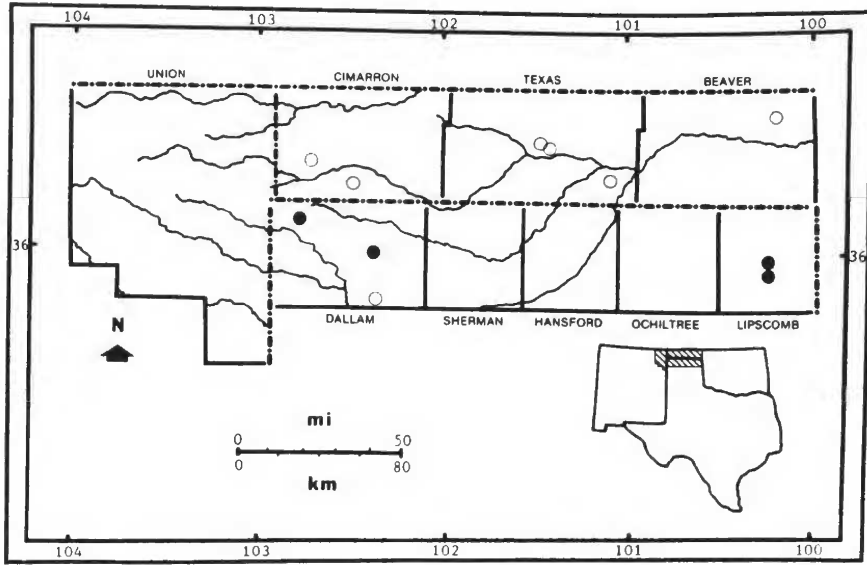 104 103 102 101 100
UNION CIMARRON TEXAS BEAVER
36 36
DALLAM SHERMAN HANSFORD OCHILTREE LIPSCOMB
N
mi
0 50
0 80
km
104 103 102 101 100